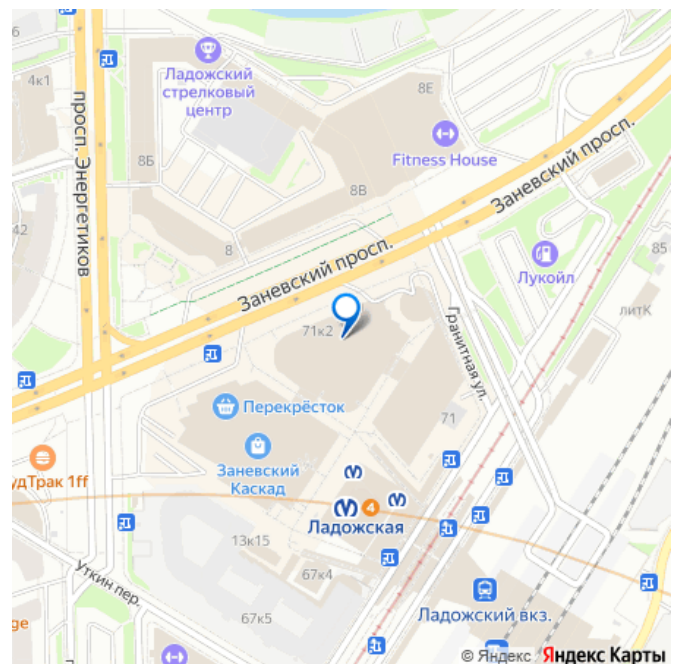 6
4к1
Ладожский
стрелковый
центр
8Е
Fitness House
8Б
8В
8
42
просп. Энергетиков
Заневский просп.
Заневский просп.
Лукойл
85
литК
Гранитная ул.
71к2
71
Перекрёсток
Заневский
Каскад
удТрак 1ff
4
Ладожская
13к15
67к4
67к5
Уткин пер.
Ладожский вкз.
ge
© Яндекс Яндекс Карты